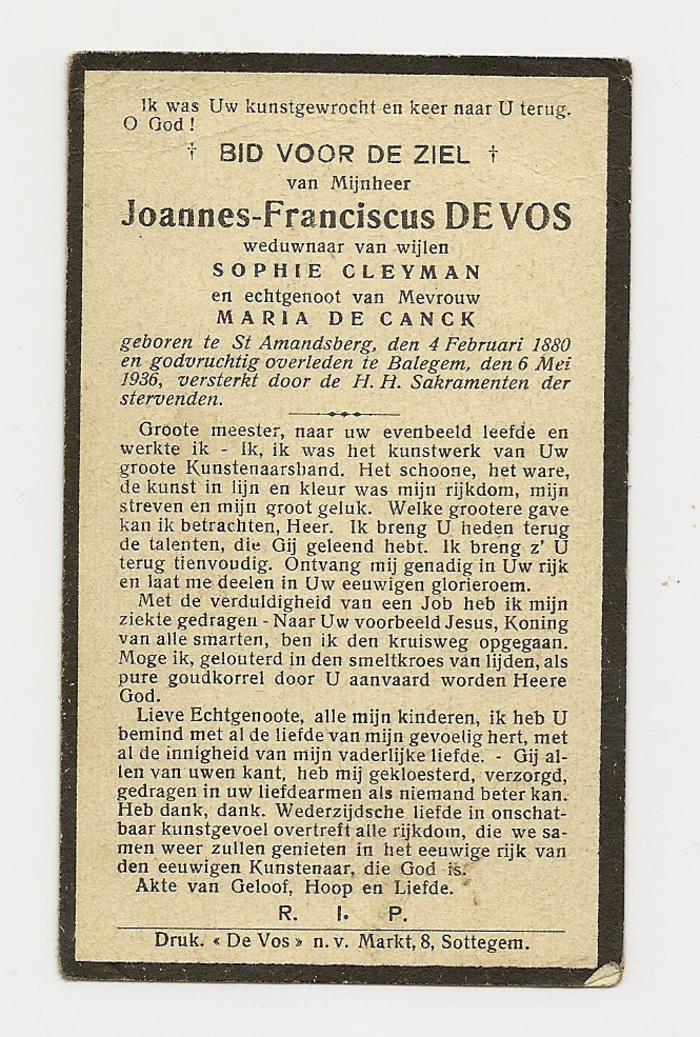 Ik was Uw kunstgewrocht en keer naar U terug.
O God!
† BID VOOR DE ZIEL †
van Mijnheer
Joannes-Franciscus DE VOS
weduwnaar van wijlen
SOPHIE CLEYMAN
en echtgenoot van Mevrouw
MARIA DE CANCK
geboren te St Amandsberg, den 4 Februari 1880
en godvruchtig overleden te Balegem, den 6 Mei
1936, versterkt door de H. H. Sakramenten der
stervenden.
Groote meester, naar uw evenbeeld leefde en
werkte ik - Ik, ik was het kunstwerk van Uw
groote Kunstenaarshand. Het schoone, het ware,
de kunst in lijn en kleur was mijn rijkdom, mijn
streven en mijn groot geluk. Welke grootere gave
kan ik betrachten, Heer. Ik breng U heden terug
de talenten, die Gij geleend hebt. Ik breng z' U
terug tienvoudig. Ontvang mij genadig in Uw rijk
en laat me deelen in Uw eeuwigen glorieroem.
Met de verduldigheid van een Job heb ik mijn
ziekte gedragen - Naar Uw voorbeeld Jesus, Koning
van alle smarten, ben ik den kruisweg opgegaan.
Moge ik, gelouterd in den smeltkroes van lijden, als
pure goudkorrel door U aanvaard worden Heere
God.
Lieve Echtgenoote, alle mijn kinderen, ik heb U
bemind met al de liefde van mijn gevoelig hert, met
al de innigheid van mijn vaderlijke liefde. - Gij al-
len van uwen kant, heb mij gekloesterd, verzorgd,
gedragen in uw liefdearmen als niemand beter kan.
Heb dank, dank. Wederzijdsche liefde in onschat-
baar kunstgevoel overtreft alle rijkdom, die we sa-
men weer zullen genieten in het eeuwige rijk van
den eeuwigen Kunstenaar, die God is.
Akte van Geloof, Hoop en Liefde.
R. I. P.
Druk. « De Vos » n. v. Markt, 8, Sottegem.